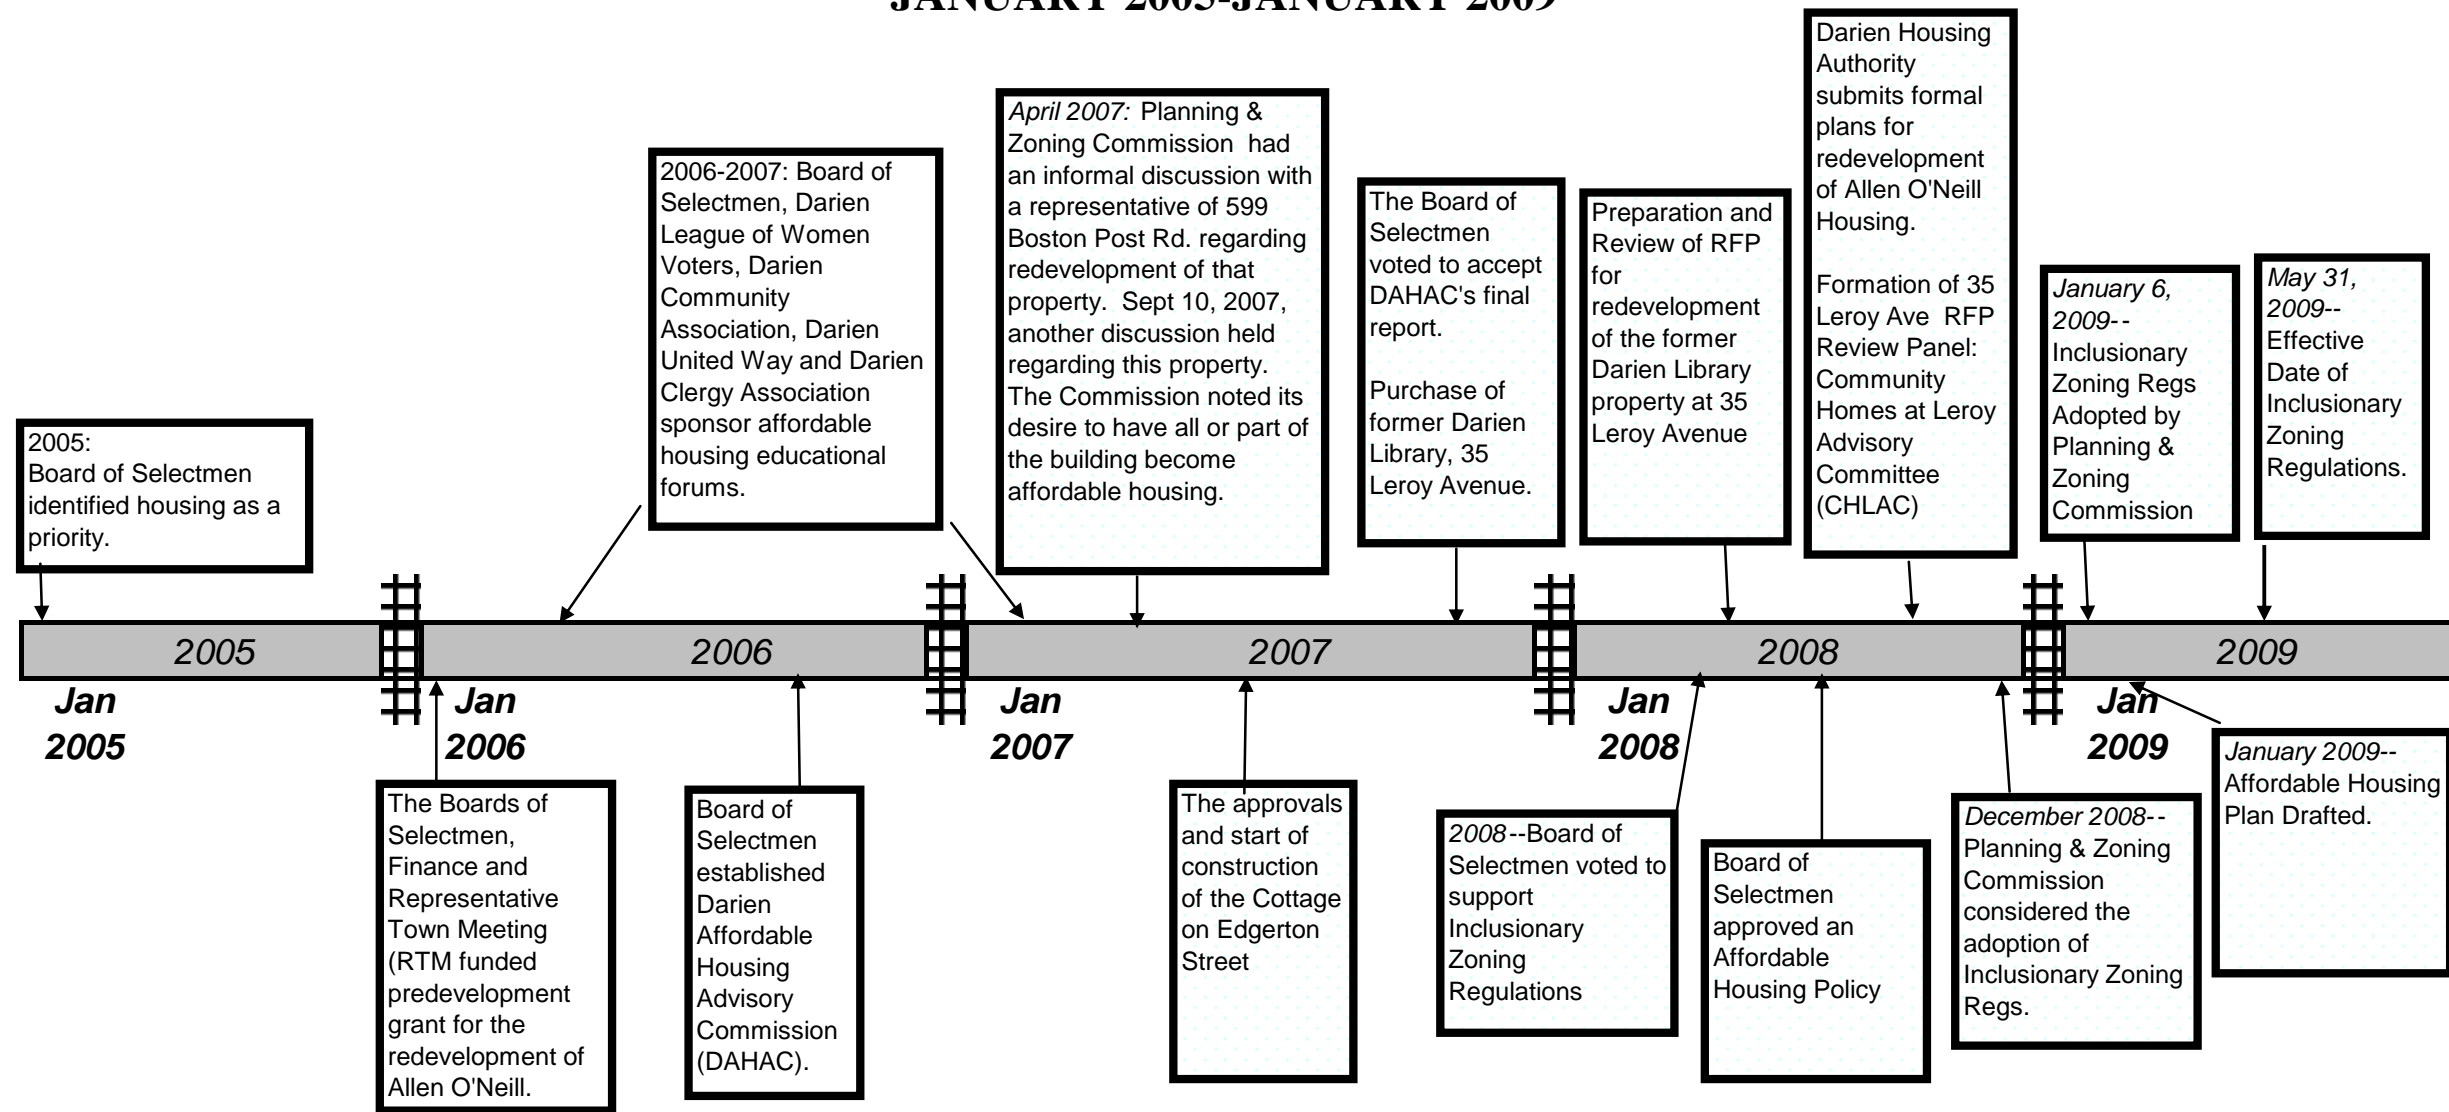 JANUARY 2005-JANUARY 2009
2005:
Board of Selectmen
identified housing as a
priority.
2006-2007: Board of
Selectmen, Darien
League of Women
Voters, Darien
Community
Association, Darien
United Way and Darien
Clergy Association
sponsor affordable
housing educational
forums.
April 2007: Planning &
Zoning Commission had
an informal discussion with
a representative of 599
Boston Post Rd. regarding
redevelopment of that
property. Sept 10, 2007,
another discussion held
regarding this property.
The Commission noted its
desire to have all or part of
the building become
affordable housing.
The Board of
Selectmen
voted to accept
DAHAC's final
report.
Purchase of
former Darien
Library, 35
Leroy Avenue.
Preparation and
Review of RFP
for
redevelopment
of the former
Darien Library
property at 35
Leroy Avenue
Darien Housing
Authority
submits formal
plans for
redevelopment
of Allen O'Neill
Housing.
Formation of 35
Leroy Ave RFP
Review Panel:
Community
Homes at Leroy
Advisory
Committee
(CHLAC)
January 6,
2009--
Inclusionary
Zoning Regs
Adopted by
Planning &
Zoning
Commission
May 31,
2009--
Effective
Date of
Inclusionary
Zoning
Regulations.
2005
2006
2007
2008
2009
Jan
2005
Jan
2006
Jan
2007
Jan
2008
Jan
2009
The Boards of
Selectmen,
Finance and
Representative
Town Meeting
(RTM funded
predevelopment
grant for the
redevelopment of
Allen O'Neill.
Board of
Selectmen
established
Darien
Affordable
Housing
Advisory
Commission
(DAHAC).
The approvals
and start of
construction
of the Cottage
on Edgerton
Street
2008--Board of
Selectmen voted to
support
Inclusionary
Zoning
Regulations
Board of
Selectmen
approved an
Affordable
Housing Policy
December 2008--
Planning & Zoning
Commission
considered the
adoption of
Inclusionary Zoning
Regs.
January 2009--
Affordable Housing
Plan Drafted.